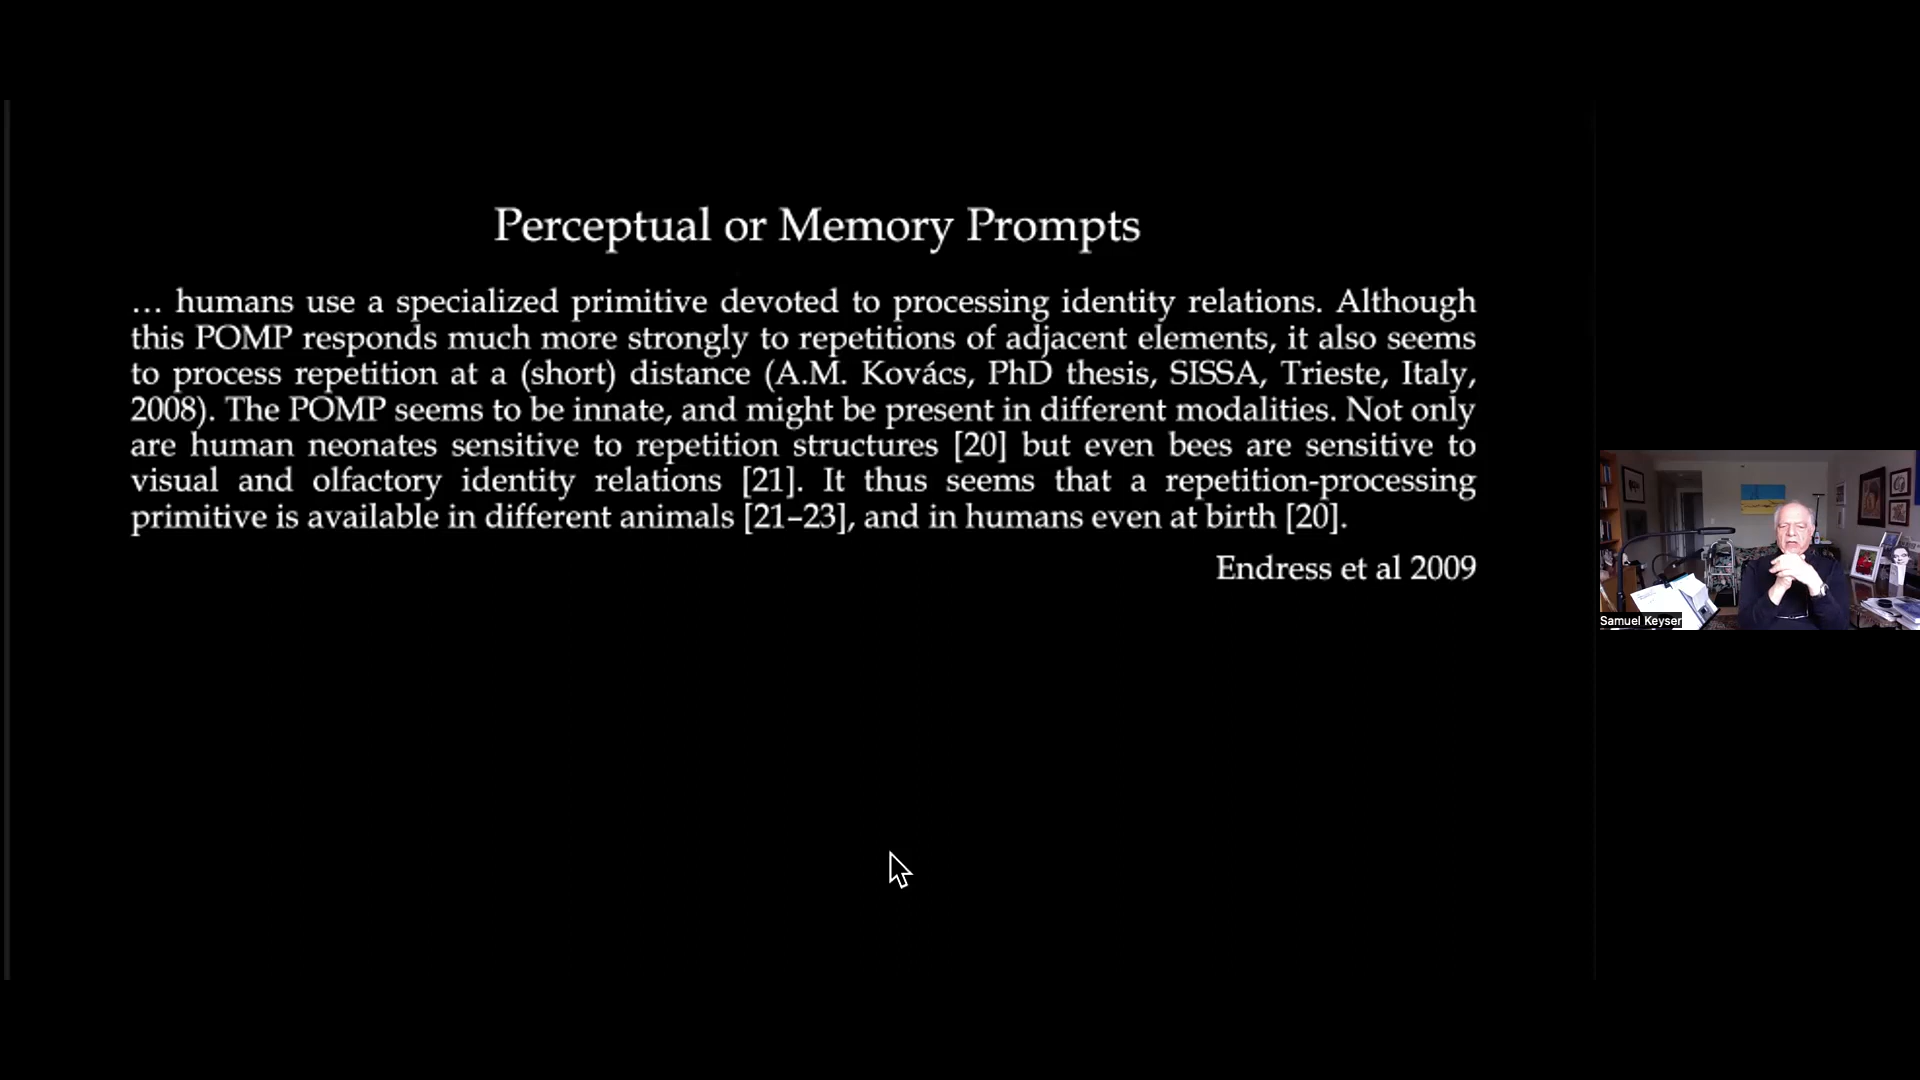 Perceptual or Memory Prompts
… humans use a specialized primitive devoted to processing identity relations. Although
this POMP responds much more strongly to repetitions of adjacent elements, it also seems
to process repetition at a (short) distance (A.M. Kovács, PhD thesis, SISSA, Trieste, Italy,
2008). The POMP seems to be innate, and might be present in different modalities. Not only
are human neonates sensitive to repetition structures [20] but even bees are sensitive to
visual and olfactory identity relations [21]. It thus seems that a repetition-processing
primitive is available in different animals [21–23], and in humans even at birth [20].
Endress et al 2009
Samuel Keyser